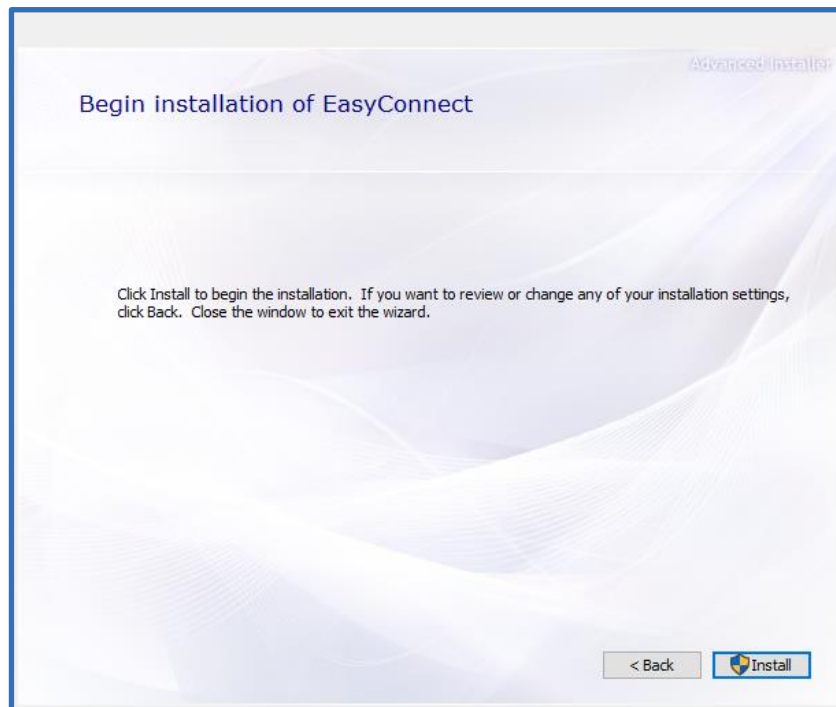 Advanced Installer
Begin installation of EasyConnect
Click Install to begin the installation.  If you want to review or change any of your installation settings,
click Back.  Close the window to exit the wizard.
< Back
Install